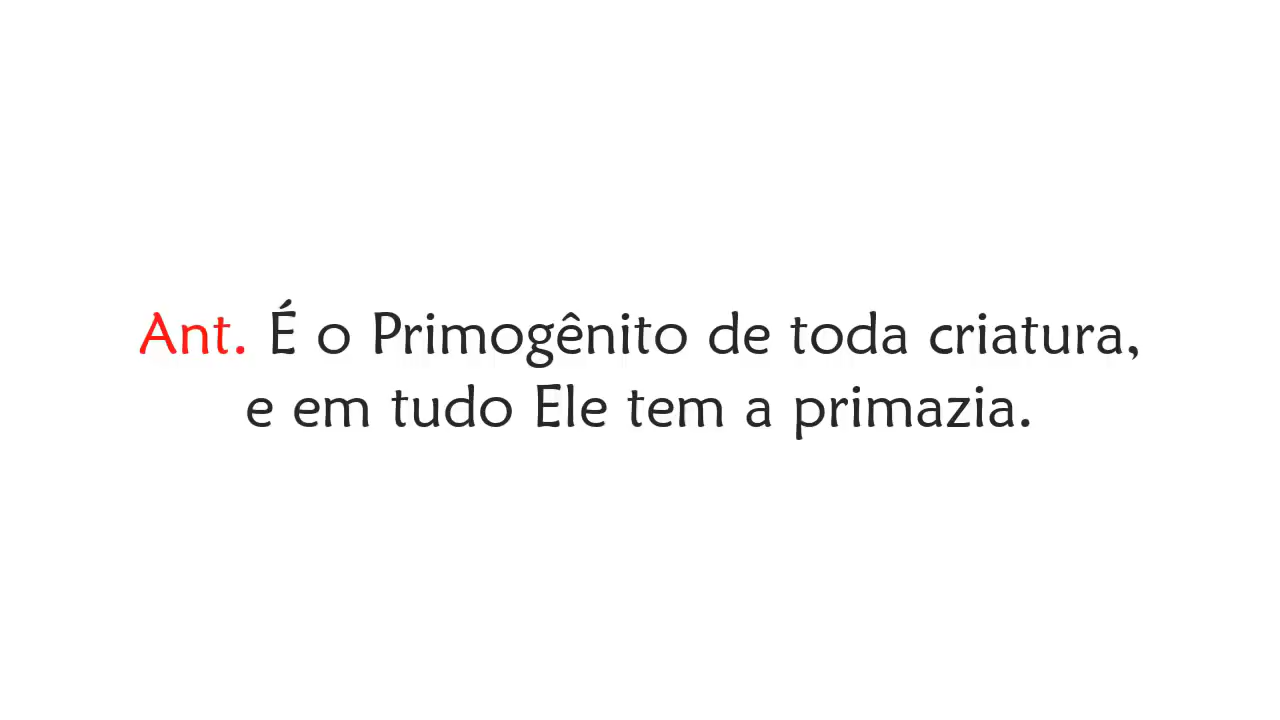 Ant. É o Primogênito de toda criatura,
e em tudo Ele tem a primazia.